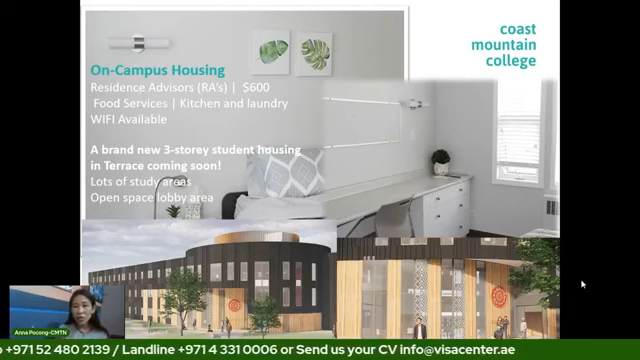 coast
mountain
college
On-Campus Housing
Residence Advisors (RA's) | $600
Food Services | Kitchen and laundry
WIFI Available
A brand new 3-storey student housing
in Terrace coming soon!
Lots of study areas
Open space lobby area
Anna Pocong-CMTN
+971 52 480 2139 / Landline +971 4 331 0006 or Send us your CV info@visacenter.ae